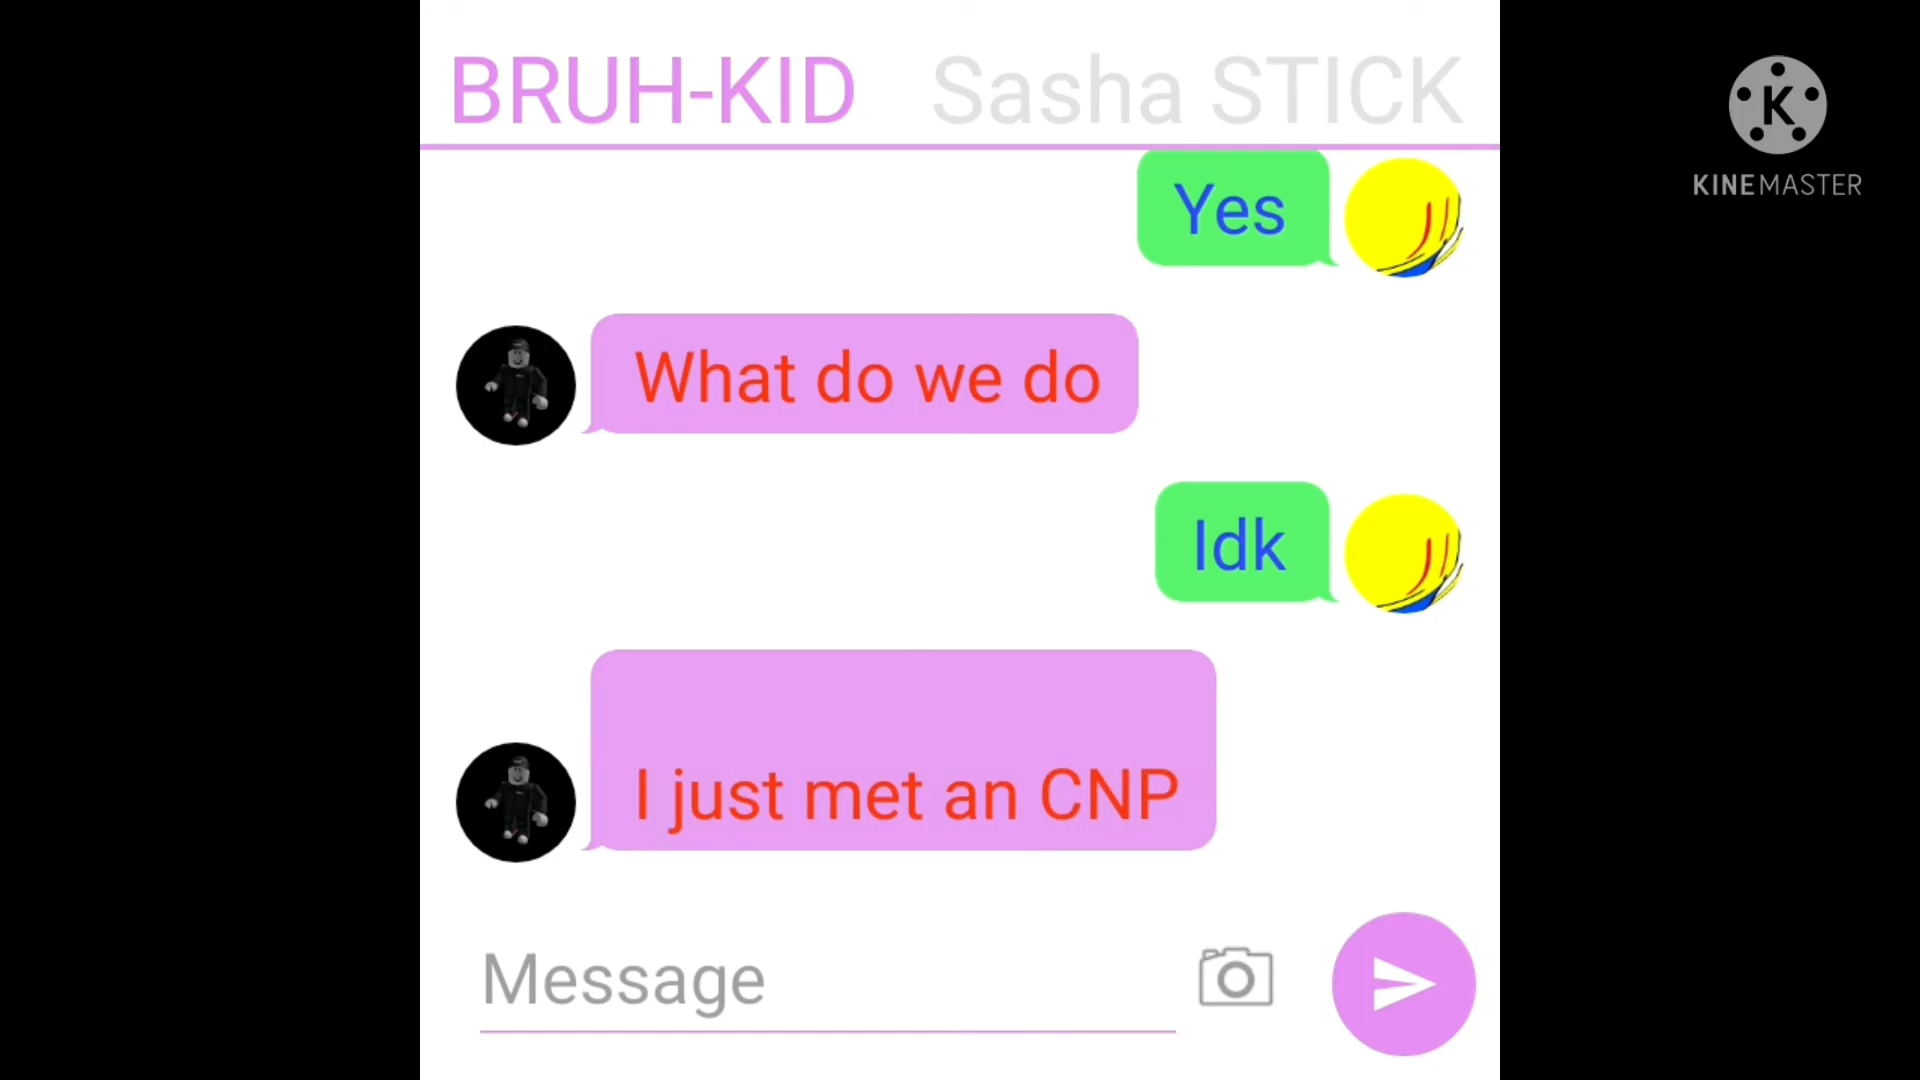 BRUH-KID Sasha STICK
K
KINEMASTER
Yes
What do we do
Idk
I just met an CNP
Message